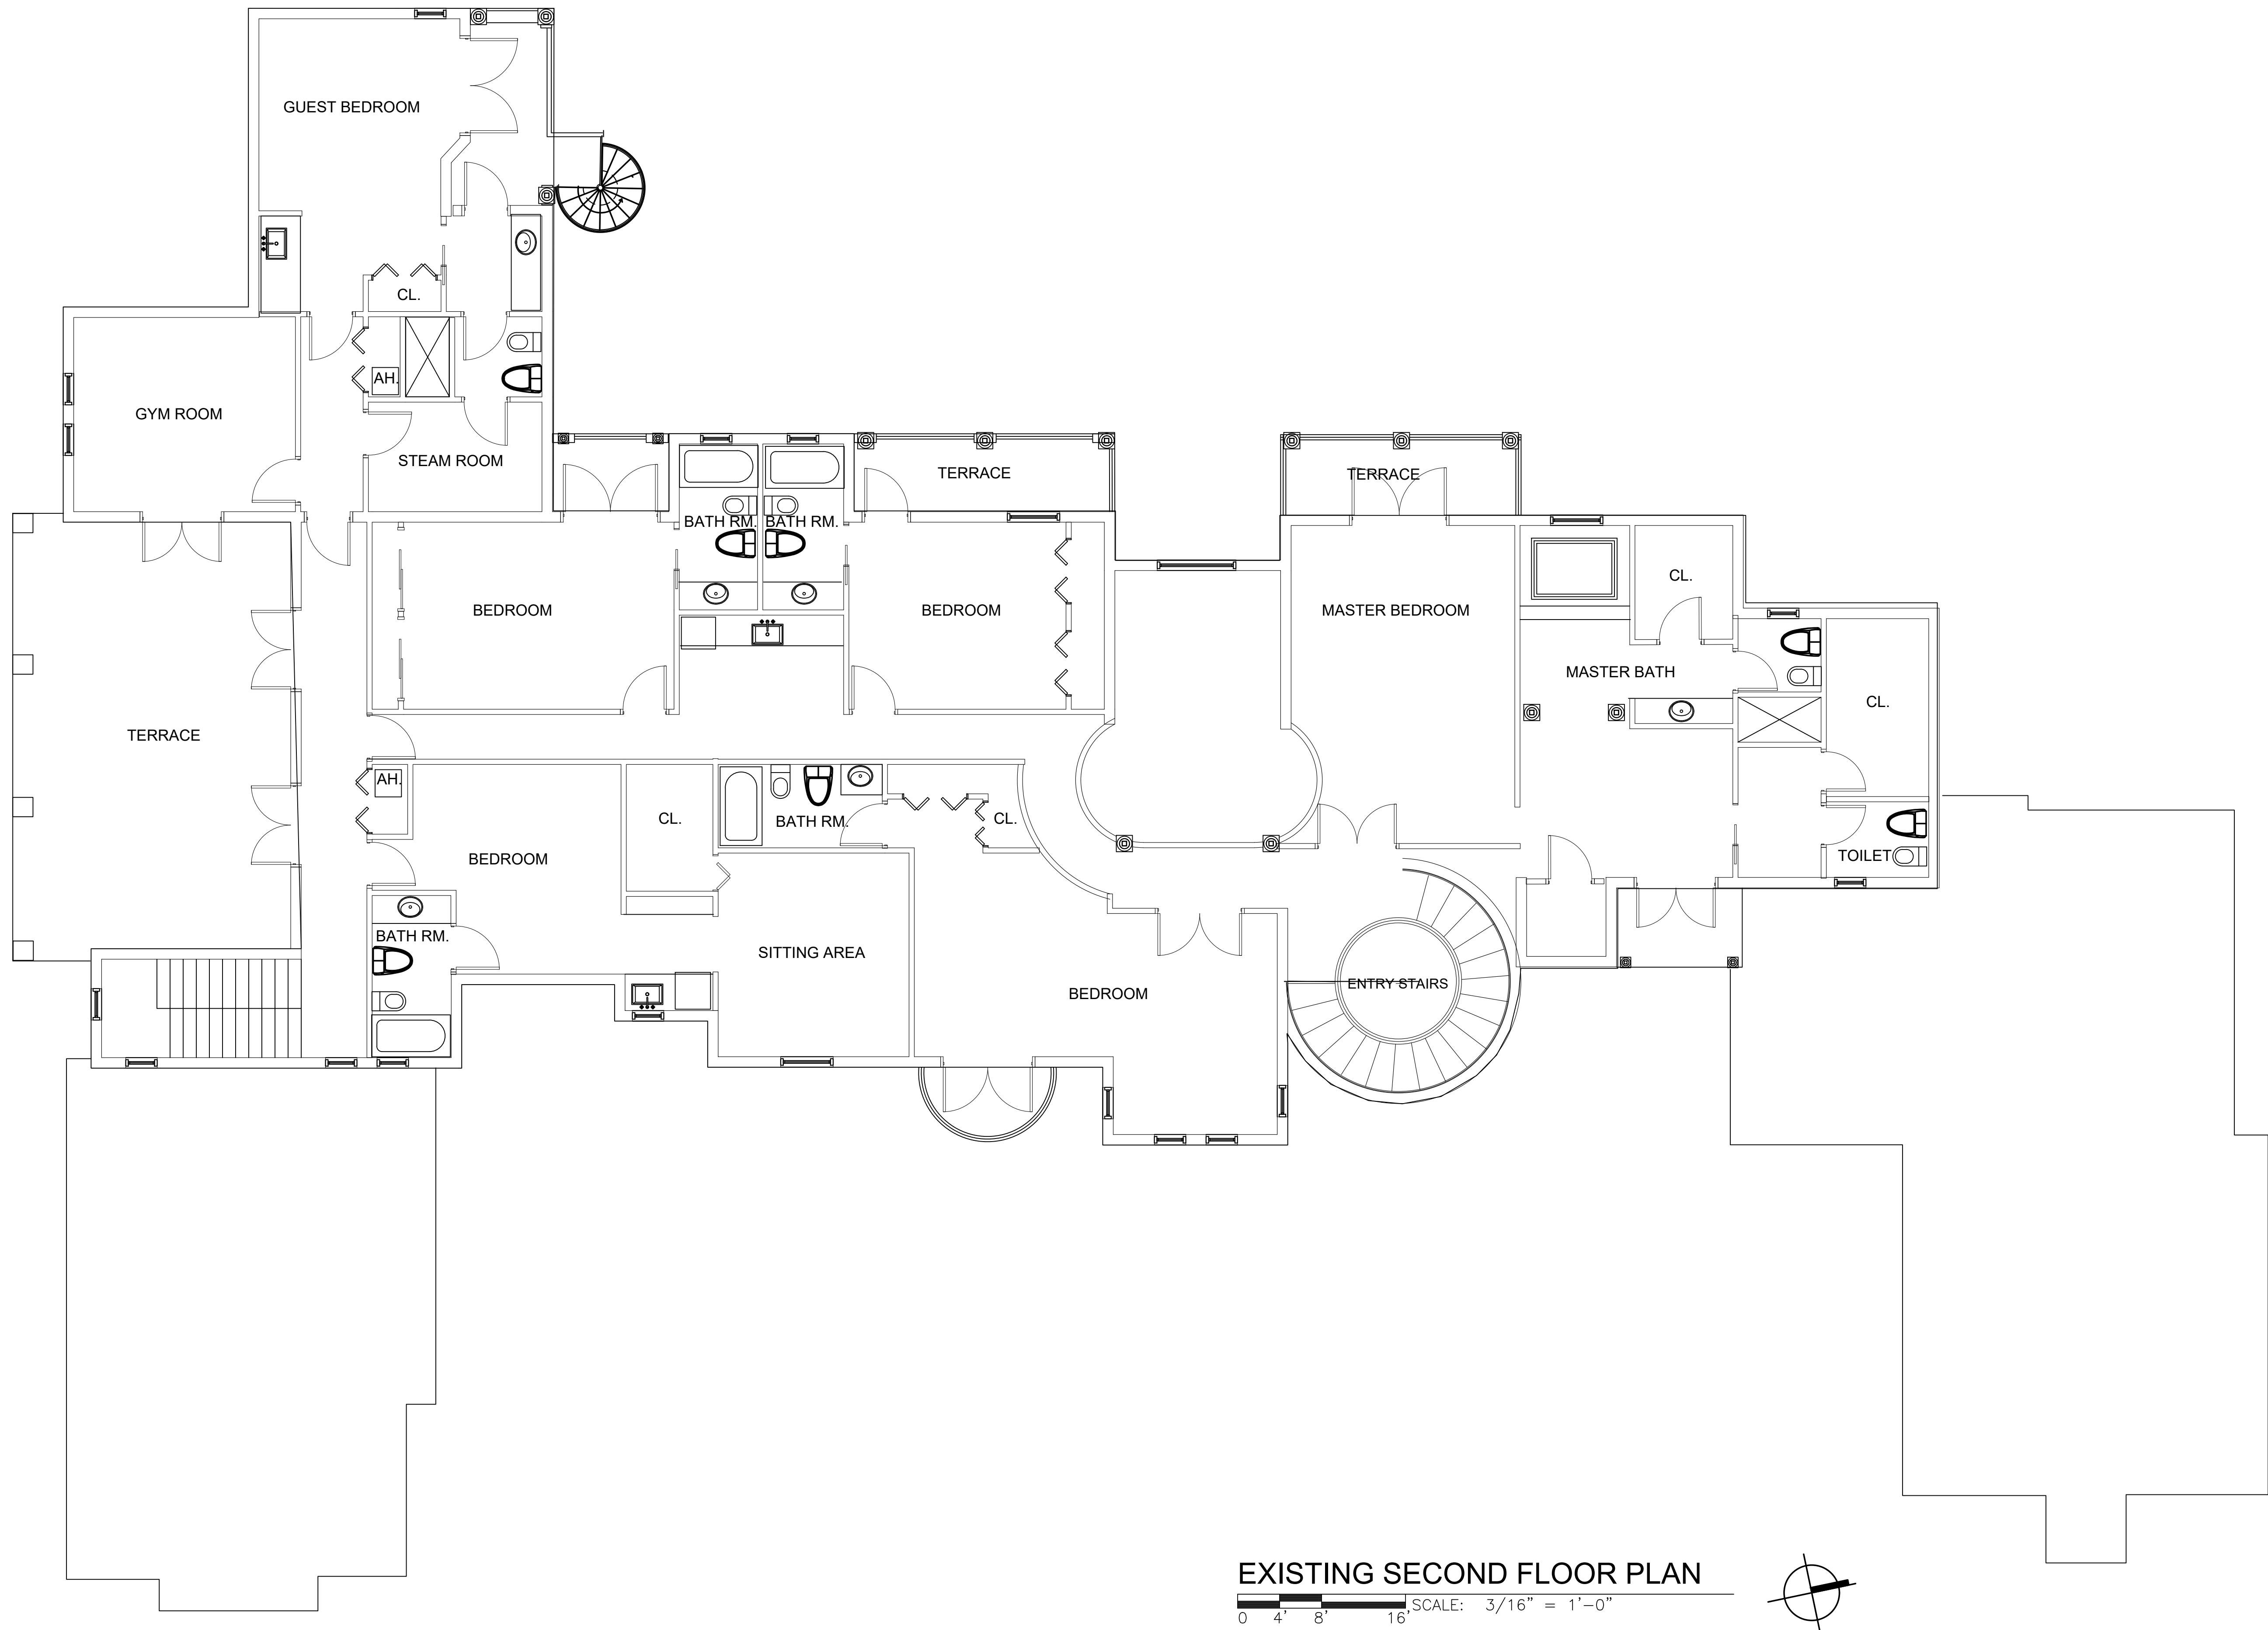 GUEST BEDROOM
CL.
AH.
GYM ROOM
STEAM ROOM
TERRACE
TERRACE
BATH RM.
BATH RM.
CL.
BEDROOM
BEDROOM
MASTER BEDROOM
MASTER BATH
CL.
TERRACE
AH.
CL.
BATH RM.
CL.
BEDROOM
TOILET
BATH RM.
SITTING AREA
BEDROOM
ENTRY STAIRS
EXISTING SECOND FLOOR PLAN
SCALE: 3/16" = 1'-0"
0 4' 8' 16'